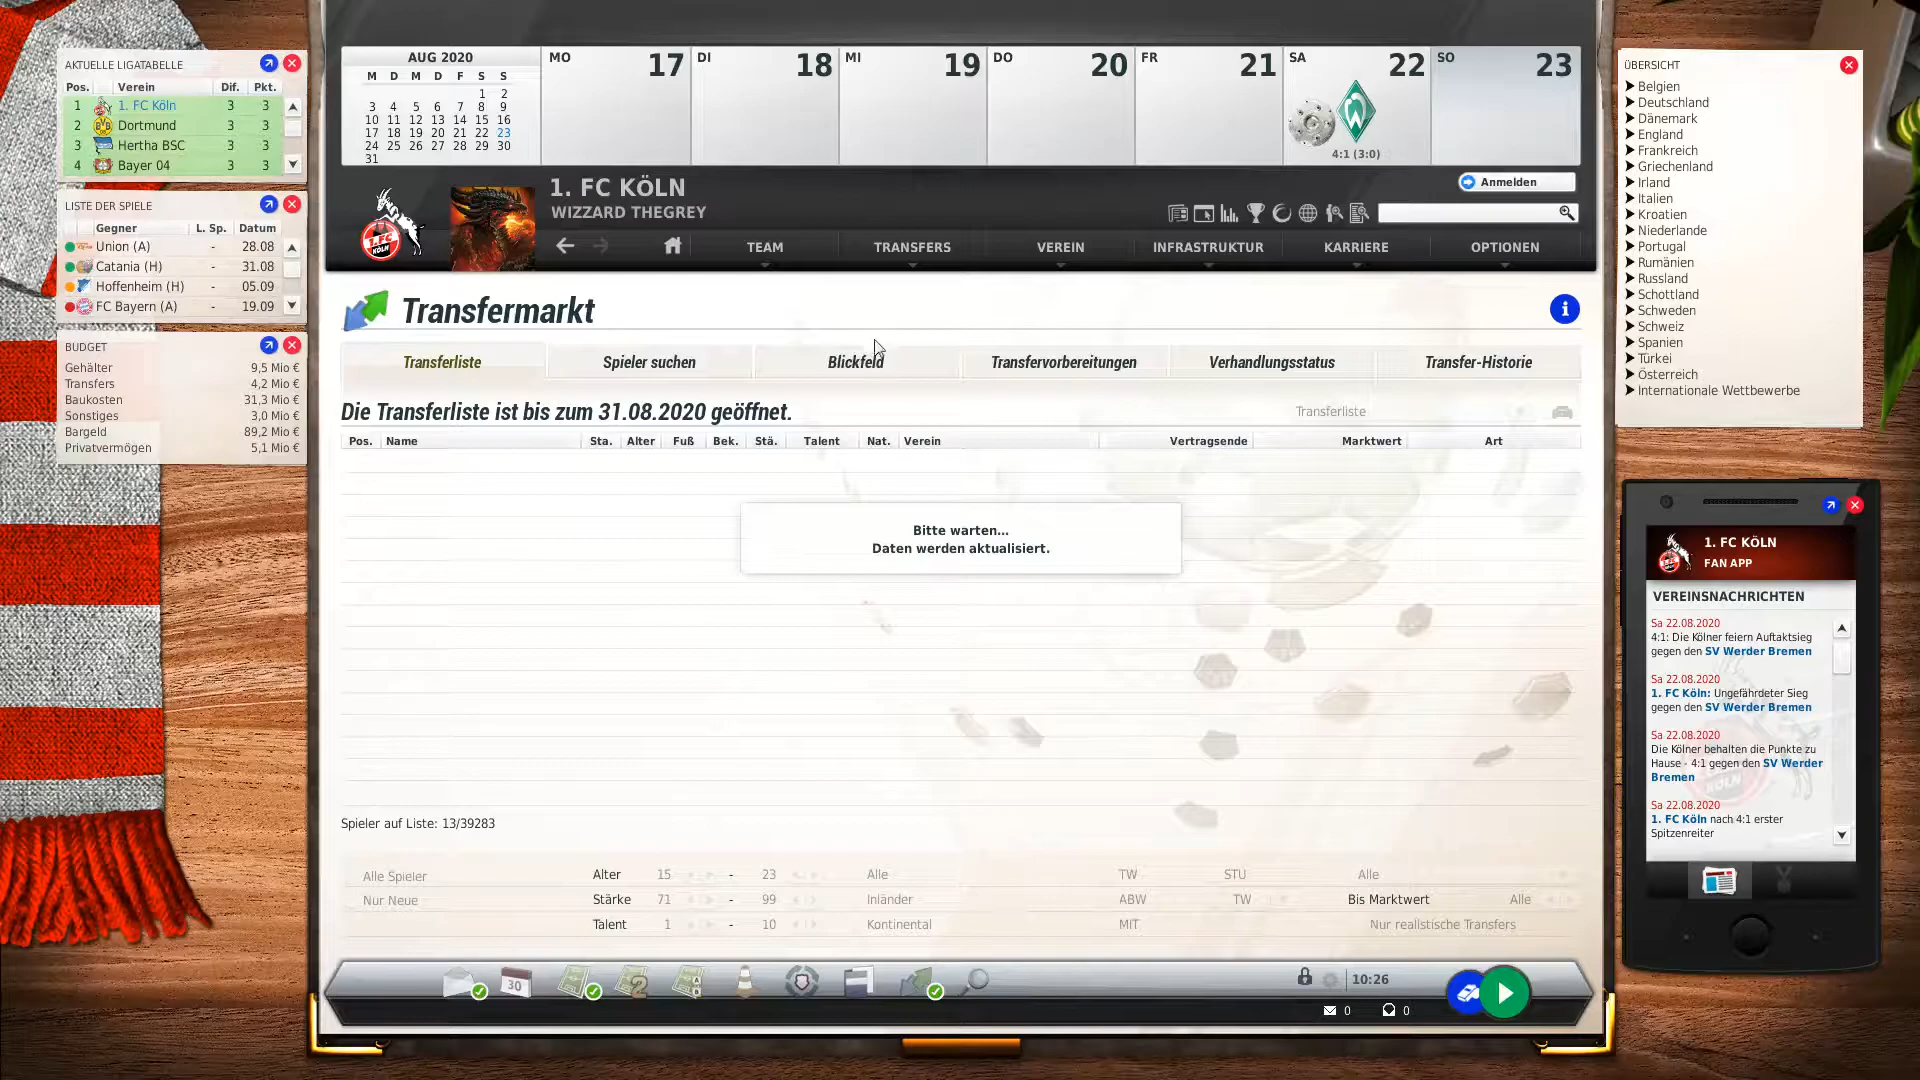 AKTUELLE LIGATABELLE
Pos. Verein Dif. Pkt.
1 1. FC Köln 3 3
2 Dortmund 3 3
3 Hertha BSC 3 3
4 Bayer 04 3 3
LISTE DER SPIELE
Gegner L. Sp. Datum
Union (A) - 28.08
Catania (H) - 31.08
Hoffenheim (H) - 05.09
FC Bayern (A) - 19.09
BUDGET
Gehälter 9,5 Mio €
Transfers 4,2 Mio €
Baukosten 31,3 Mio €
Sonstiges 3,0 Mio €
Bargeld 89,2 Mio €
Privatvermögen 5,1 Mio €
AUG 2020
M D M D F S S
1 2
3 4 5 6 7 8 9
10 11 12 13 14 15 16
17 18 19 20 21 22 23
24 25 26 27 28 29 30
31
MO 17 DI 18 MI 19 DO 20 FR 21 SA 22 SO 23
4:1 (3:0)
1. FC KÖLN
WIZZARD THEGREY
Anmelden
TEAM TRANSFERS VEREIN INFRASTRUKTUR KARRIERE OPTIONEN
Transfermarkt
Transferliste Spieler suchen Blickfeld Transfervorbereitungen Verhandlungsstatus Transfer-Historie
Die Transferliste ist bis zum 31.08.2020 geöffnet.
Transferliste
Pos. Name Sta. Alter Fuß Bek. Stä. Talent Nat. Verein Vertragsende Marktwert Art
Bitte warten...
Daten werden aktualisiert.
Spieler auf Liste: 13/39283
Alle Spieler Alter 15 - 23 Alle TW STU Alle
Nur Neue Stärke 71 - 99 Inländer ABW TW Bis Marktwert Alle
Talent 1 - 10 Kontinental MIT Nur realistische Transfers
30
2
10:26
0 0
ÜBERSICHT
Belgien
Deutschland
Dänemark
England
Frankreich
Griechenland
Irland
Italien
Kroatien
Niederlande
Portugal
Rumänien
Russland
Schottland
Schweden
Schweiz
Spanien
Türkei
Österreich
Internationale Wettbewerbe
1. FC KÖLN
FAN APP
VEREINSNACHRICHTEN
Sa 22.08.2020
4:1: Die Kölner feiern Auftaktsieg
gegen den SV Werder Bremen
Sa 22.08.2020
1. FC Köln: Ungefährdeter Sieg
gegen den SV Werder Bremen
Sa 22.08.2020
Die Kölner behalten die Punkte zu
Hause - 4:1 gegen den SV Werder
Bremen
Sa 22.08.2020
1. FC Köln nach 4:1 erster
Spitzenreiter